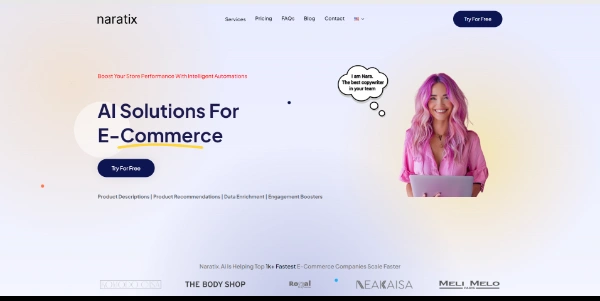 naratix
Services Pricing FAQs Blog Contact
Try For Free
Boost Your Store Performance With Intelligent Automations
I am Nara.
The best copywriter
in your team
AI Solutions For
E-Commerce
Try For Free
Product Descriptions | Product Recommendations | Data Enrichment | Engagement Boosters
Naratix AI Is Helping Top 1k+ Fastest E-Commerce Companies Scale Faster
THE BODY SHOP
NEAKAISA
MELI MELO